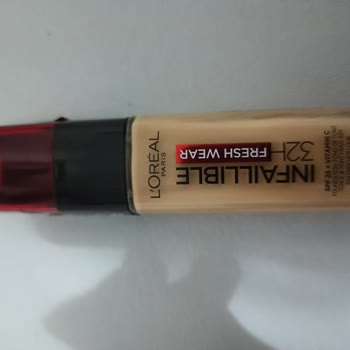 INFAILLIBLE
32H
FRESH WEAR
L'ORÉAL
PARIS
SPF 25 + VITAMIN C